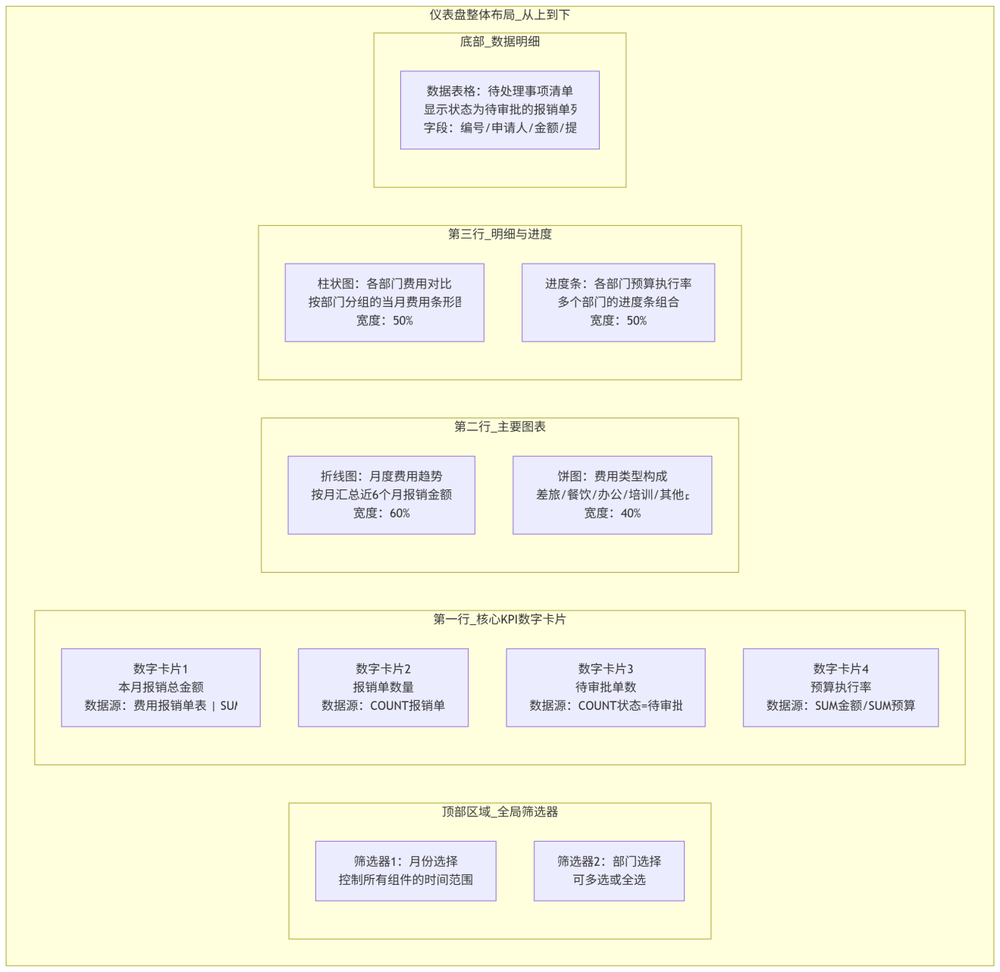 仪表盘整体布局_从上到下
底部_数据明细
数据表格：待处理事项清单
显示状态为待审批的报销单
字段：编号/申请人/金额/提
第三行_明细与进度
柱状图：各部门费用对比
按部门分组的当月费用条形图
宽度：50%
进度条：各部门预算执行率
多个部门的进度条组合
宽度：50%
第二行_主要图表
折线图：月度费用趋势
按月汇总近6个月报销金额
宽度：60%
饼图：费用类型构成
差旅/餐饮/办公/培训/其他
宽度：40%
第一行_核心KPI数字卡片
数字卡片1
本月报销总金额
数据源：费用报销单表 | SUM
数字卡片2
报销单数量
数据源：COUNT报销单
数字卡片3
待审批单数
数据源：COUNT状态=待审批
数字卡片4
预算执行率
数据源：SUM金额/SUM预算
顶部区域_全局筛选器
筛选器1：月份选择
控制所有组件的时间范围
筛选器2：部门选择
可多选或全选